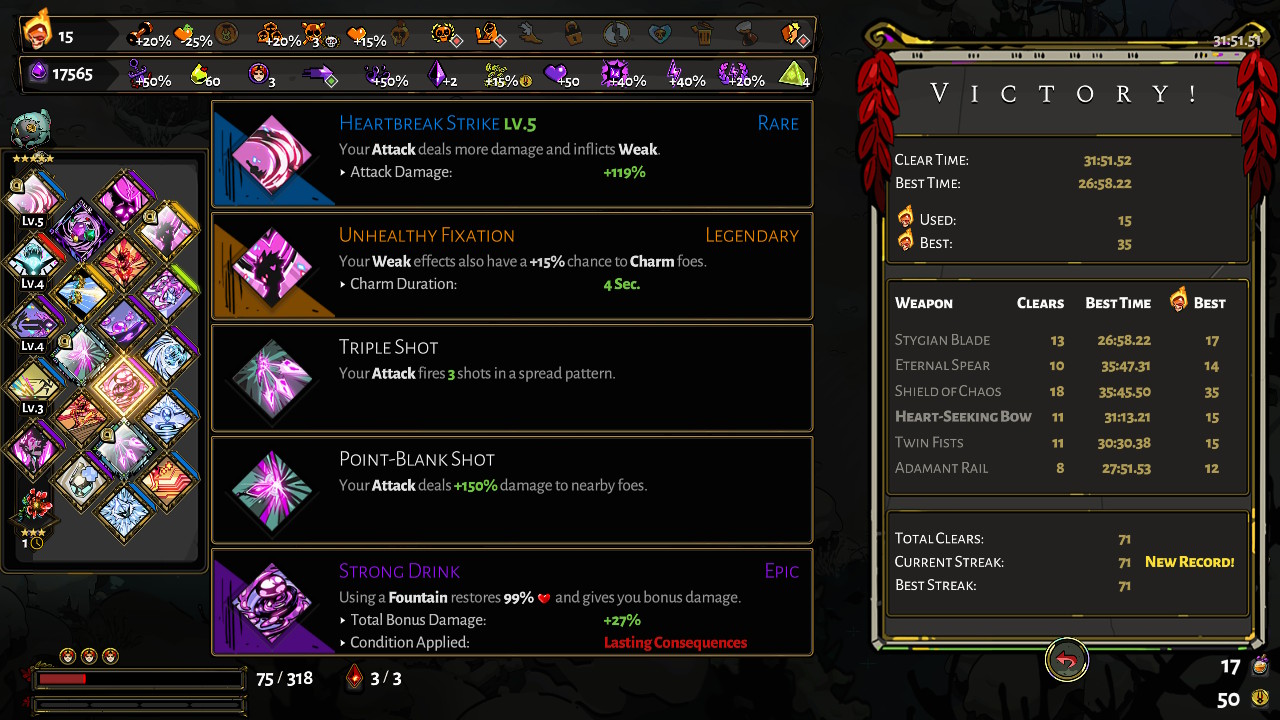 15
+20%
25%
+20%
3
+15%
31:51.51
17565
+50%
60
3
+50%
+2
+15%
+50
+40%
+40%
+20%
4
VICTORY!
HEARTBREAK STRIKE LV.5
RARE
Your Attack deals more damage and inflicts Weak.
Attack Damage: +119%
UNHEALTHY FIXATION
LEGENDARY
Your Weak effects also have a +15% chance to Charm foes.
Charm Duration: 4 Sec.
TRIPLE SHOT
Your Attack fires 3 shots in a spread pattern.
POINT-BLANK SHOT
Your Attack deals +150% damage to nearby foes.
STRONG DRINK
EPIC
Using a Fountain restores 99% and gives you bonus damage.
Total Bonus Damage: +27%
Condition Applied: Lasting Consequences
Lv.5
Lv.4
Lv.4
Lv.3
1
75 / 318
3 / 3
CLEAR TIME: 31:51.52
BEST TIME: 26:58.22
USED: 15
BEST: 35
WEAPON CLEARS BEST TIME BEST
STYGIAN BLADE 13 26:58.22 17
ETERNAL SPEAR 10 35:47.31 14
SHIELD OF CHAOS 18 35:45.50 35
HEART-SEEKING BOW 11 31:13.21 15
TWIN FISTS 11 30:30.38 15
ADAMANT RAIL 8 27:51.53 12
TOTAL CLEARS: 71
CURRENT STREAK: 71 NEW RECORD!
BEST STREAK: 71
17
50